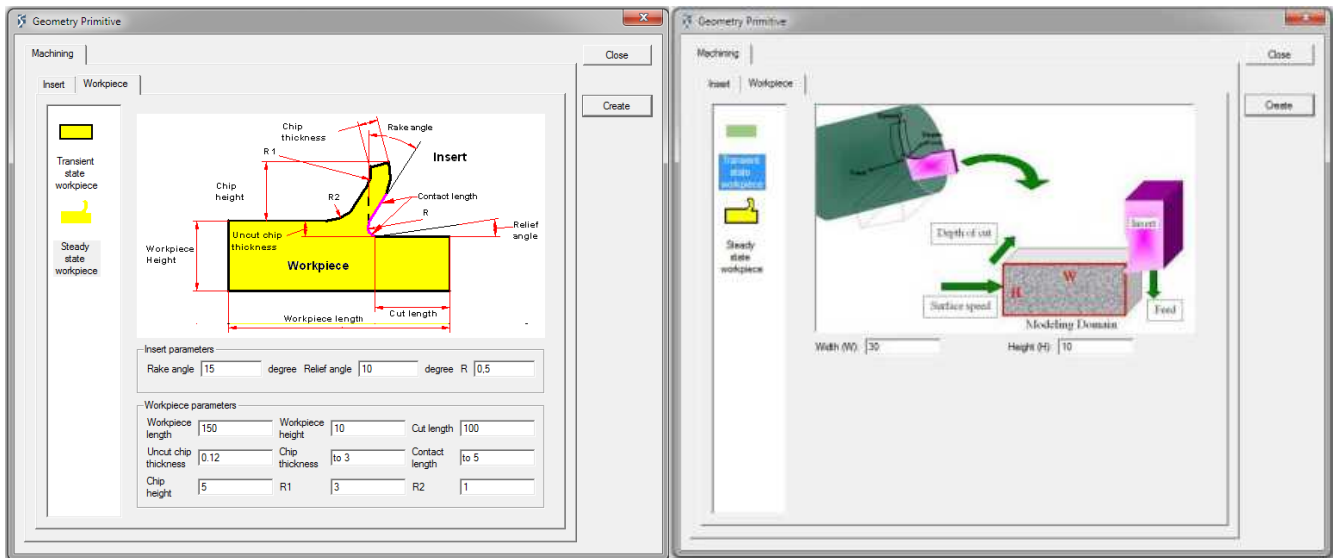 Geometry Primitive
Machining
Close
Insert
Workpiece
Create
Transient
state
workpiece
Steady
state
workpiece
Chip
thickness
Rake angle
R 1
Insert
Chip
height
R2
Contact length
R
Uncut chip
thickness
Relief
angle
Workpiece
Height
Workpiece
Cut length
Workpiece length
Insert parameters
Rake angle 15 degree Relief angle 10 degree R 0,5
Workpiece parameters
Workpiece
length 150
Workpiece
height 10
Cut length 100
Uncut chip
thickness 0.12
Chip
thickness to 3
Contact
length to 5
Chip
height 5
R1 3
R2 1
Geometry Primitive
Machining
Close
Insert
Workpiece
Create
Transient
state
workpiece
Steady
state
workpiece
Insert
Depth of cut
W
H
Surface speed
Feed
Modeling Domain
Width (W): 30
Height (H): 10